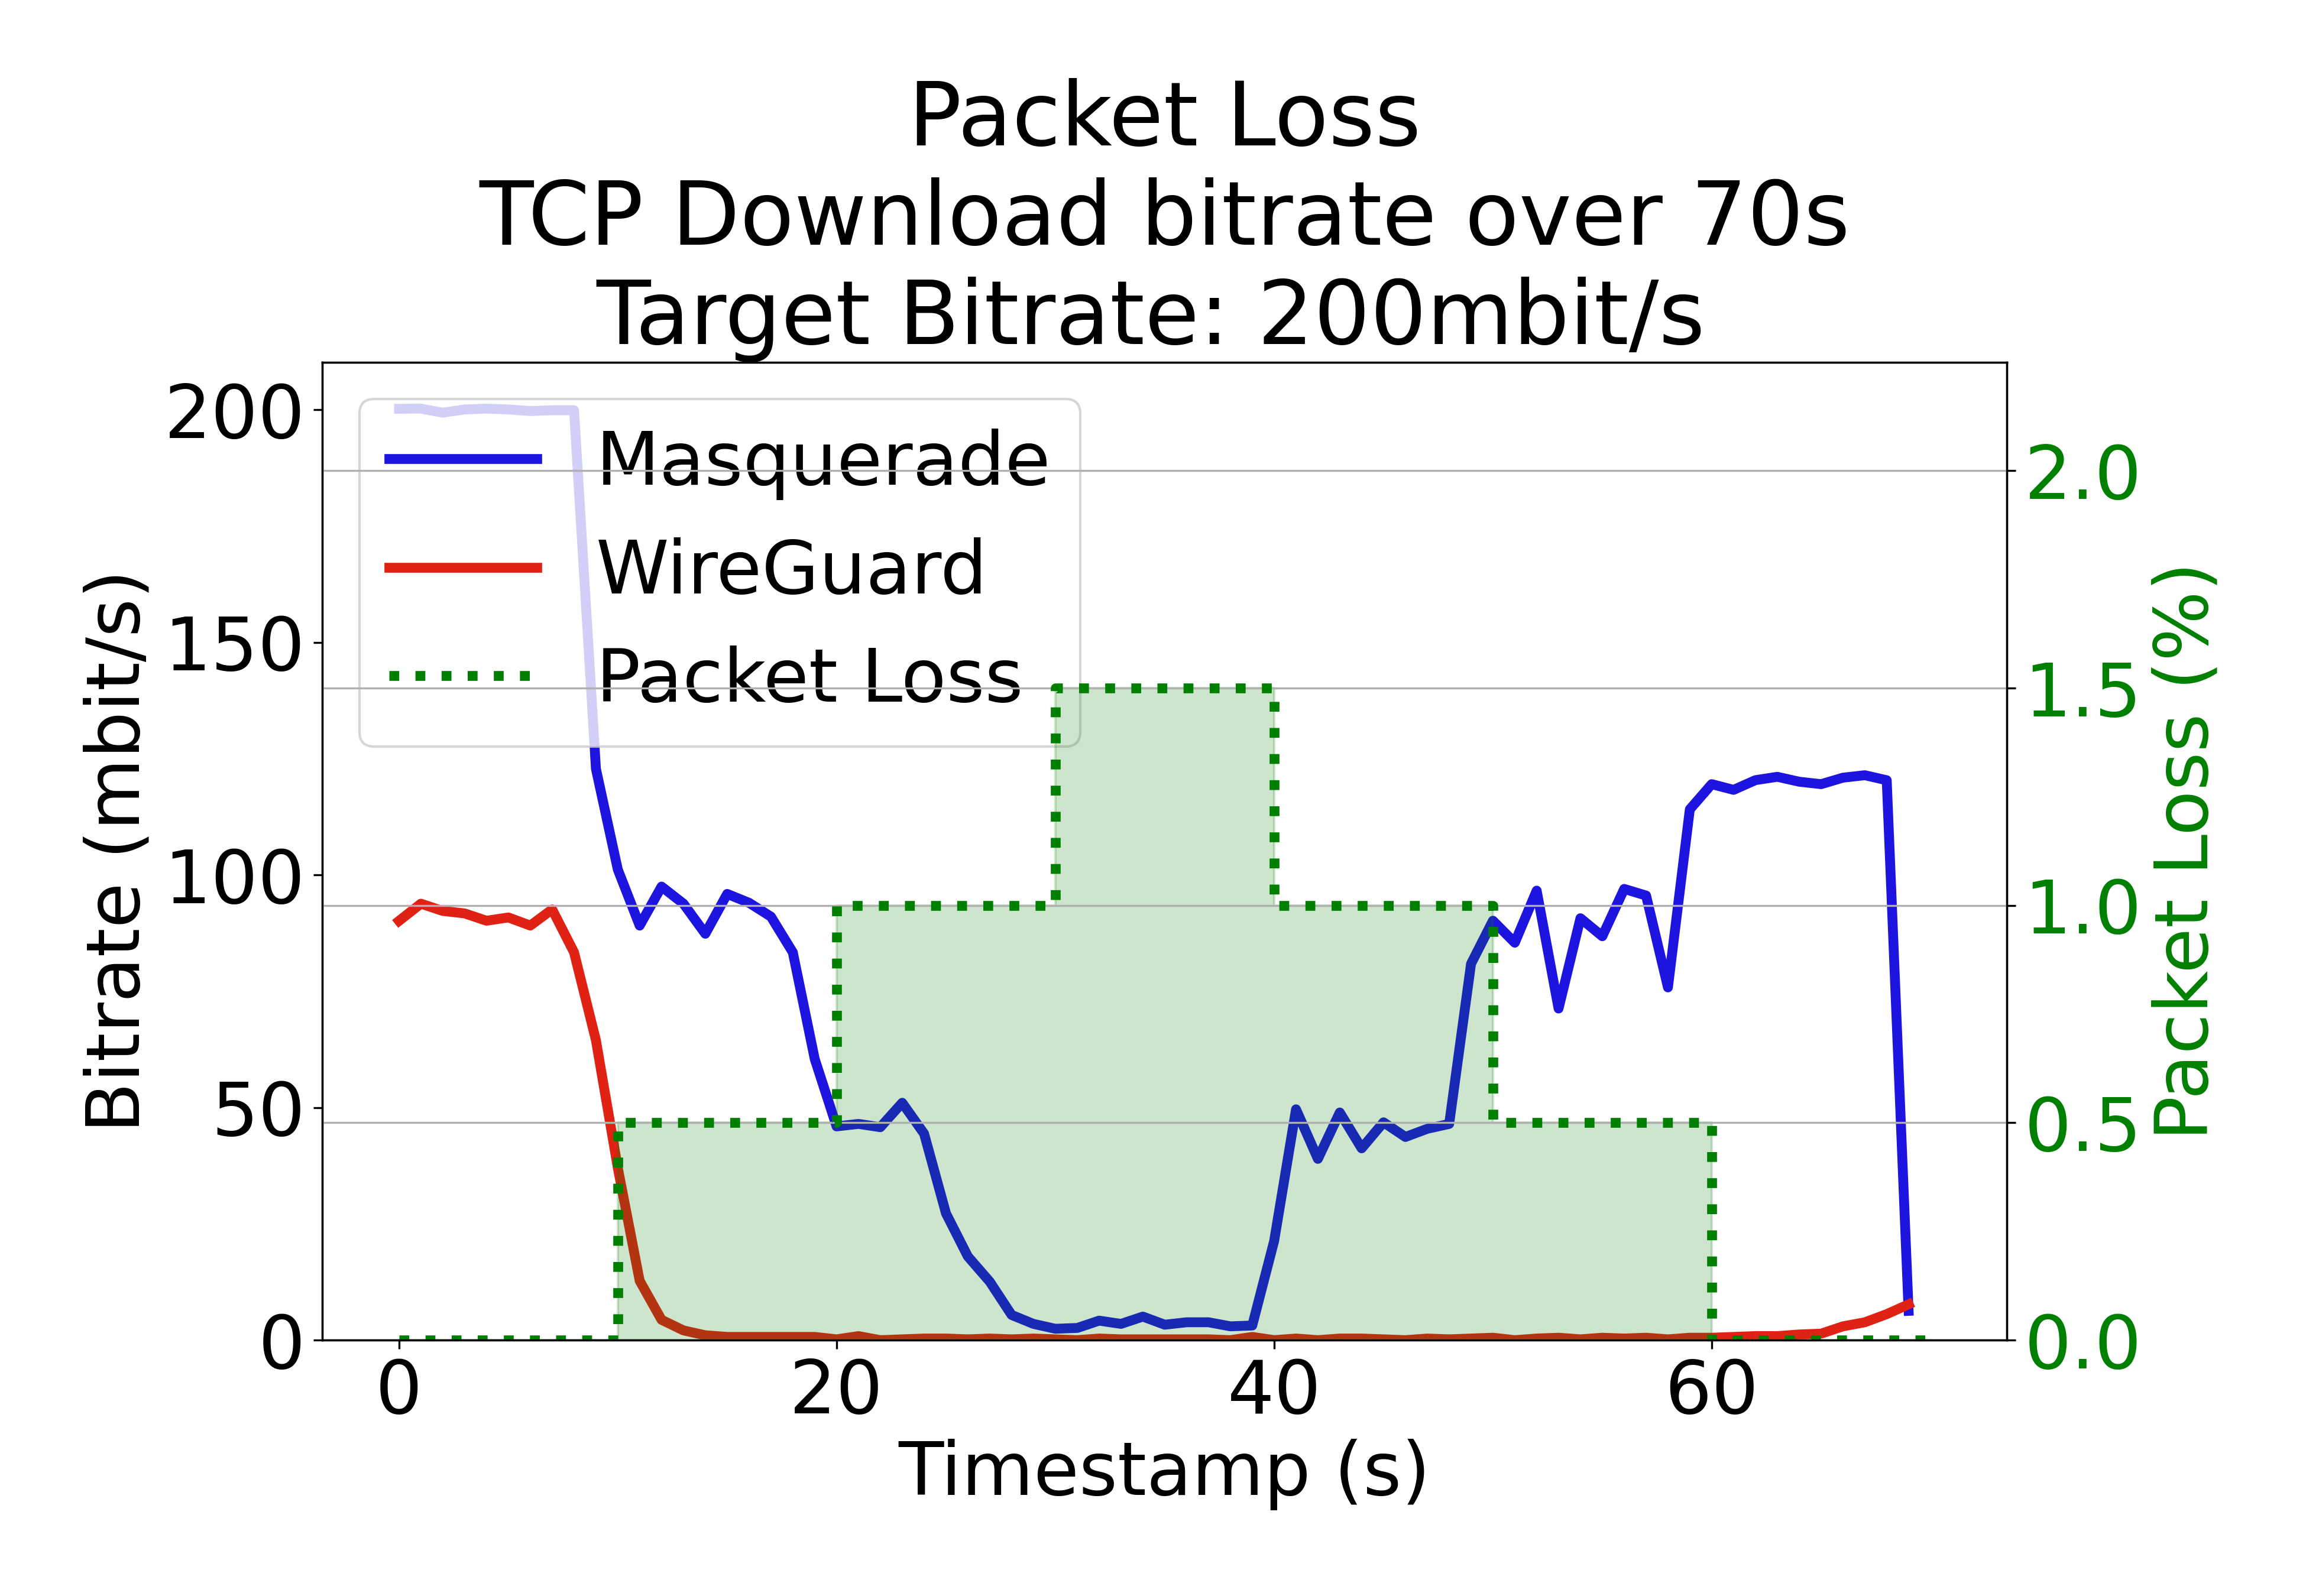 Packet Loss
TCP Download bitrate over 70s
Target Bitrate: 200mbit/s
Masquerade
WireGuard
Packet Loss
Bitrate (mbit/s)
200
150
100
50
0
0 20 40 60
Timestamp (s)
2.0
1.5
1.0
0.5
0.0
Packet Loss (%)